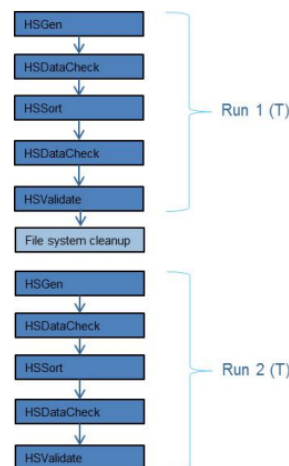 HSGen
HSDataCheck
HSSort
HSDataCheck
HSValidate
Run 1 (T)
File system cleanup
HSGen
HSDataCheck
HSSort
HSDataCheck
HSValidate
Run 2 (T)